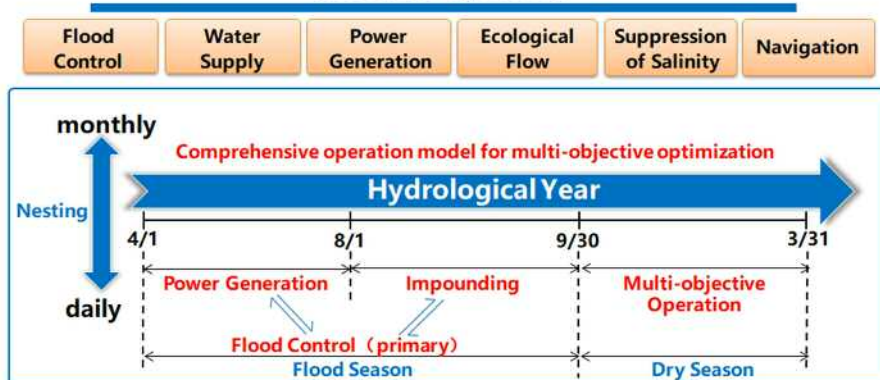 Flood
Control
Water
Supply
Power
Generation
Ecological
Flow
Suppression
of Salinity
Navigation
monthly
Comprehensive operation model for multi-objective optimization
Hydrological Year
Nesting
4/1
8/1
9/30
3/31
daily
Power Generation
Impounding
Multi-objective
Operation
Flood Control（primary）
Flood Season
Dry Season